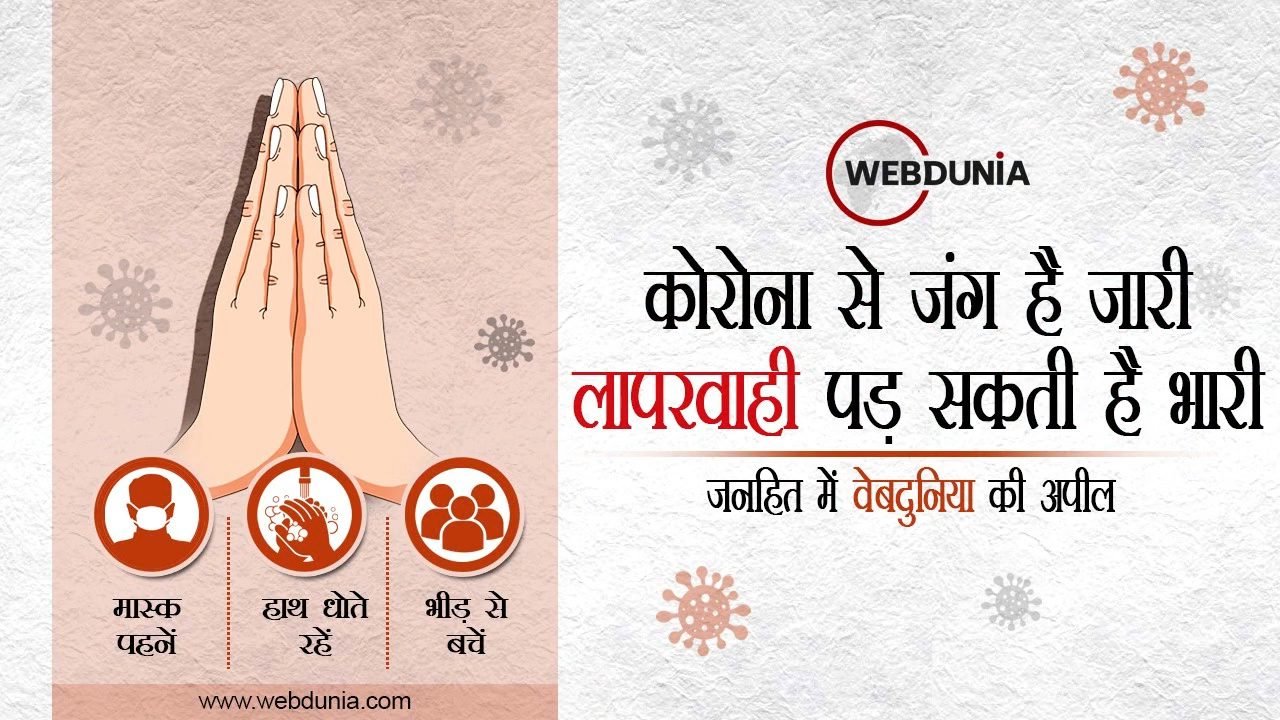 WEBDUNIA
कोरोना से जंग है जारी
लापरवाही पड़ सकती है भारी
जनहित में वेबदुनिया की अपील
मास्क
पहनें
हाथ धोते
रहें
भीड़ से
बचें
www.webdunia.com